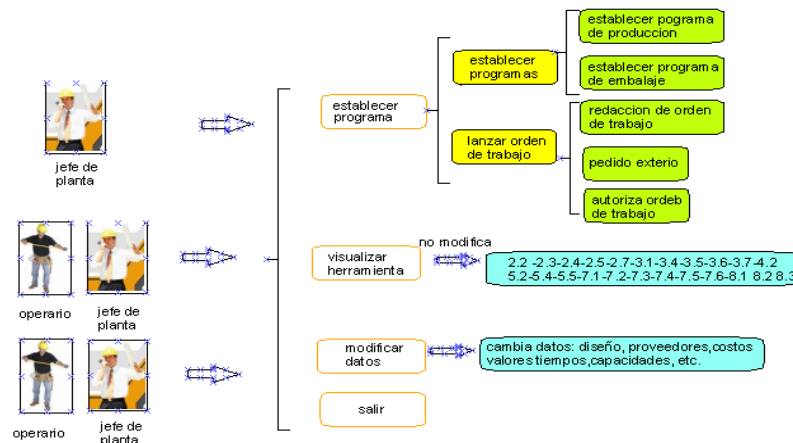 establecer pograma
de produccion
establecer
programas
establecer programa
de embalaje
establecer
programa
redaccion de orden
de trabajo
lanzar orden
de trabajo
pedido exterio
autoriza ordeb
de trabajo
jefe de
planta
no modifica
visualizar
herramienta
2.2 -2.3-2.4-2.5-2.7-3.1-3.4-3.5-3.6-3.7-4.2
5.2-5.4-5.5-7.1-7.2-7.3-7.4-7.5-7.6-8.1 8.2 8.3
operario
jefe de
planta
modificar
datos
cambia datos: diseño, proveedores,costos
valores tiempos,capacidades, etc.
salir
operario
jefe de
planta